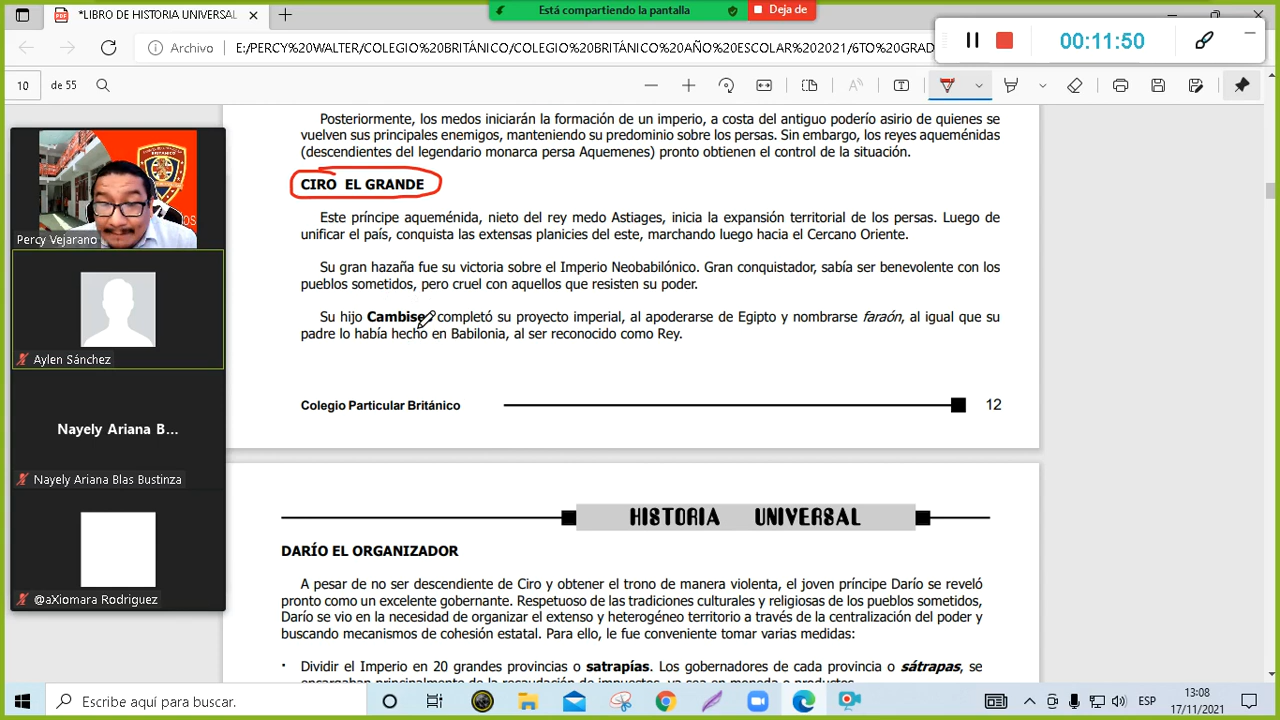 *LIBRO DE HISTORIA UNIVERSAL
Está compartiendo la pantalla
Deja de
Archivo
E:/PERCY%20WALTER/COLEGIO%20BRITÁNICO/COLEGIO%20BRITÁNICO%20AÑO%20ESCOLAR%202021/6TO%20GRAD
00:11:50
10 de 55
Posteriormente, los medos iniciarán la formación de un imperio, a costa del antiguo poderío asirio de quienes se
vuelven sus principales enemigos, manteniendo su predominio sobre los persas. Sin embargo, los reyes aqueménidas
(descendientes del legendario monarca persa Aquemenes) pronto obtienen el control de la situación.
CIRO EL GRANDE
Este príncipe aqueménida, nieto del rey medo Astiages, inicia la expansión territorial de los persas. Luego de
unificar el país, conquista las extensas planicies del este, marchando luego hacia el Cercano Oriente.
Su gran hazaña fue su victoria sobre el Imperio Neobabilónico. Gran conquistador, sabía ser benevolente con los
pueblos sometidos, pero cruel con aquellos que resisten su poder.
Su hijo Cambises completó su proyecto imperial, al apoderarse de Egipto y nombrarse faraón, al igual que su
padre lo había hecho en Babilonia, al ser reconocido como Rey.
Colegio Particular Británico
12
HISTORIA UNIVERSAL
DARÍO EL ORGANIZADOR
A pesar de no ser descendiente de Ciro y obtener el trono de manera violenta, el joven príncipe Darío se reveló
pronto como un excelente gobernante. Respetuoso de las tradiciones culturales y religiosas de los pueblos sometidos,
Darío se vio en la necesidad de organizar el extenso y heterogéneo territorio a través de la centralización del poder y
buscando mecanismos de cohesión estatal. Para ello, le fue conveniente tomar varias medidas:
· Dividir el Imperio en 20 grandes provincias o satrapías. Los gobernadores de cada provincia o sátrapas, se
encargaban principalmente de la recaudación de impuestos, ya sea en moneda o productos.
Percy Vejarano
Aylen Sánchez
Nayely Ariana B...
Nayely Ariana Blas Bustinza
@aXiomara Rodriguez
Escribe aquí para buscar.
ESP
13:08
17/11/2021